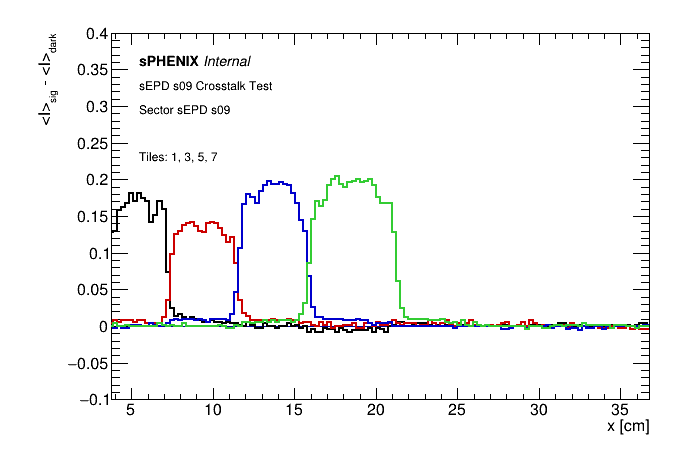 0.4
<I>sig - <I>dark
sPHENIX Internal
0.35
sEPD s09 Crosstalk Test
0.3
Sector sEPD s09
0.25
Tiles: 1, 3, 5, 7
0.2
0.15
0.1
0.05
0
−0.05
−0.1
5 10 15 20 25 30 35
x [cm]